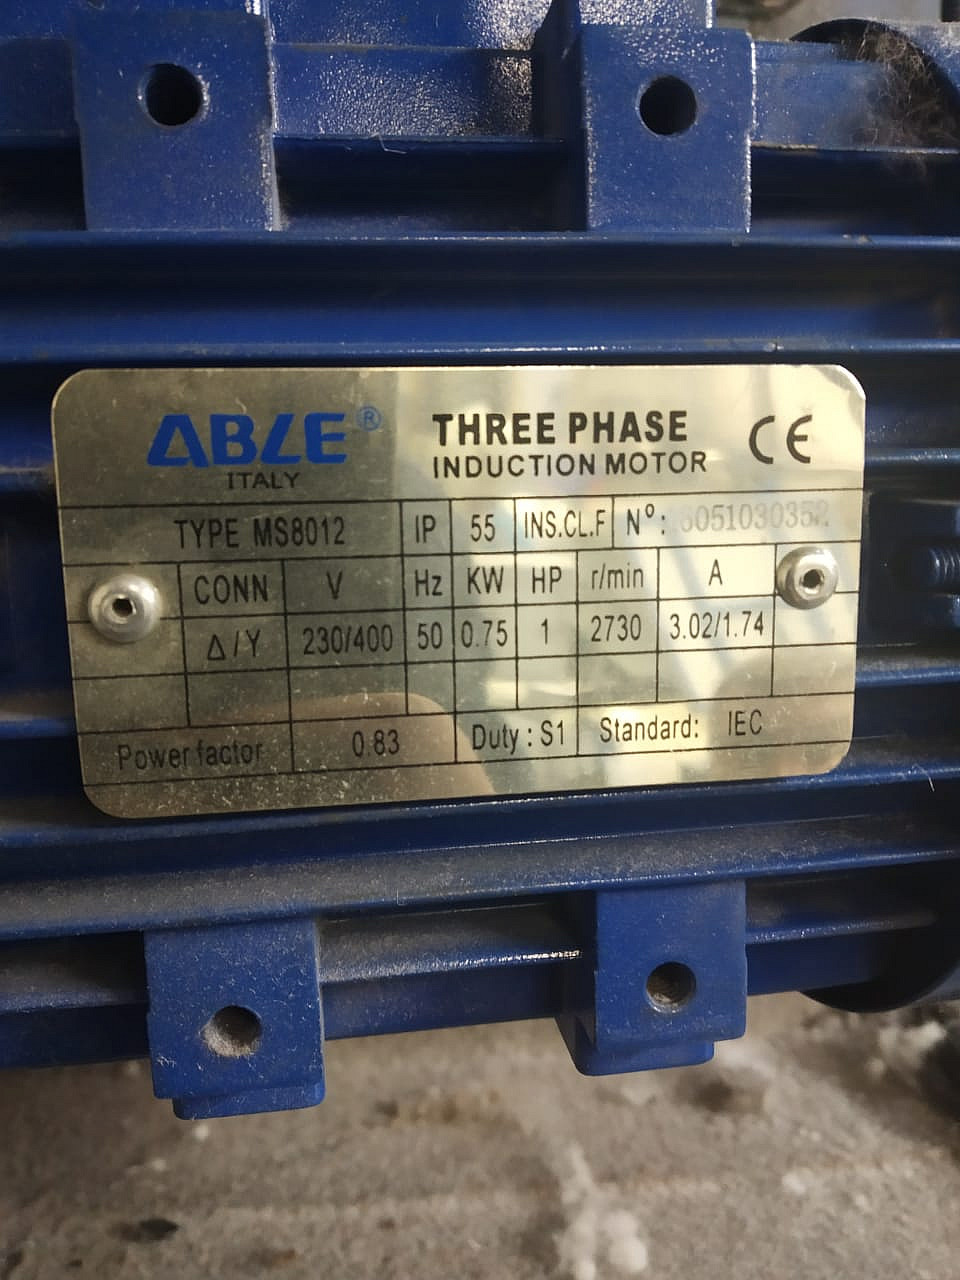 ABLE®
ITALY
THREE PHASE
INDUCTION MOTOR
CE
TYPE MS8012 IP 55 INS.CL.F Nº:
CONN V Hz KW HP r/min A
Δ/Y 230/400 50 0.75 1 2730 3.02/1.74
Power factor 0.83 Duty : S1 Standard: IEC